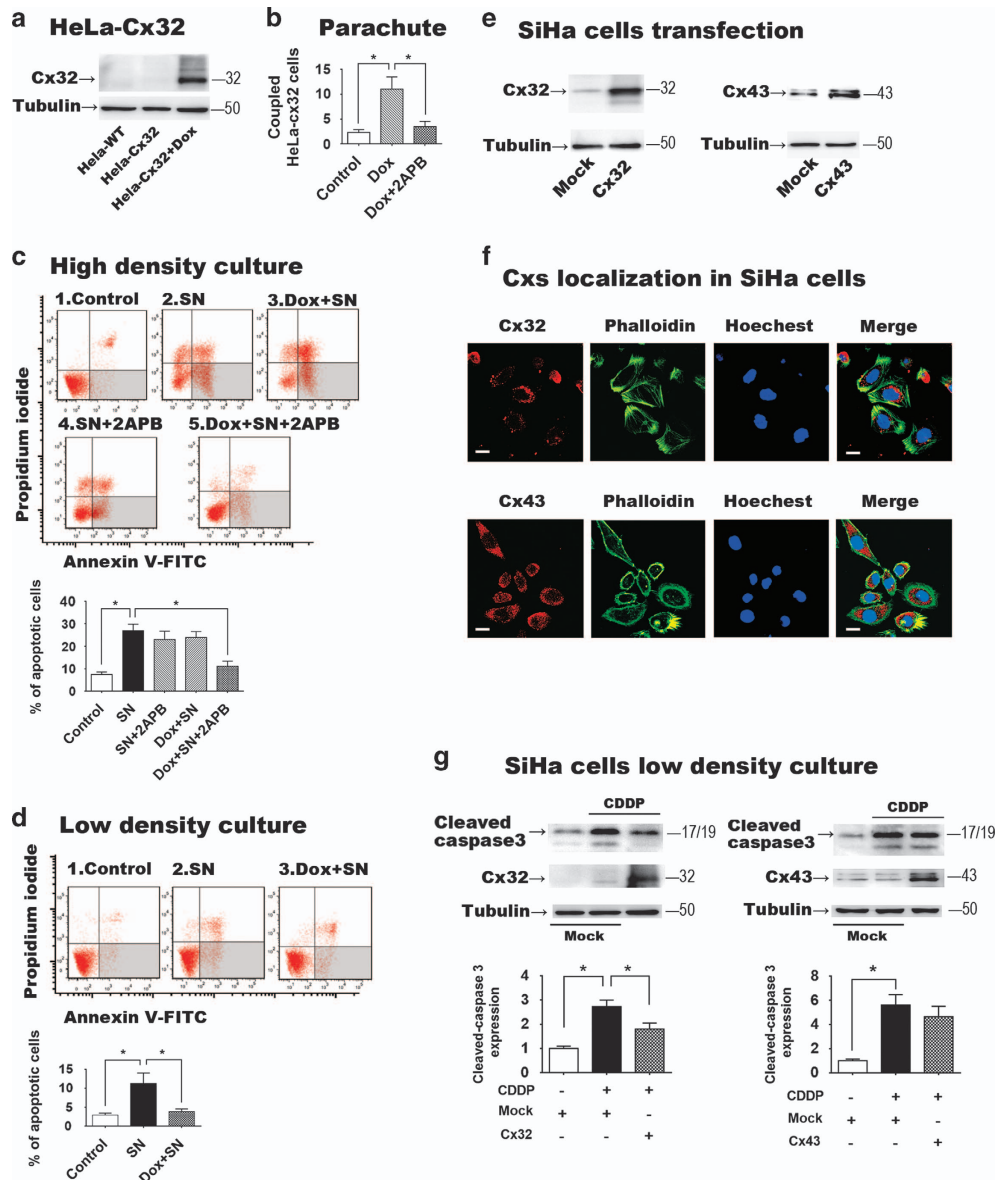 a HeLa-Cx32
Cx32→ —32
Tubulin→ —50
Hela-WT
Hela-Cx32
Hela-Cx32+Dox
b Parachute
Coupled
HeLa-cx32 cells
15
10
5
0
* *
Control
Dox
Dox+2APB
e SiHa cells transfection
Cx32→ —32
Tubulin→ —50
Mock
Cx32
Cx43→ —43
Tubulin→ —50
Mock
Cx43
c High density culture
Propidium iodide
1.Control 2.SN 3.Dox+SN
4.SN+2APB 5.Dox+SN+2APB
Annexin V-FITC
% of apoptotic cells
40
30
20
10
0
* *
Control
SN
SN+2APB
Dox+SN
Dox+SN+2APB
f Cxs localization in SiHa cells
Cx32 Phalloidin Hoechest Merge
Cx43 Phalloidin Hoechest Merge
d Low density culture
Propidium iodide
1.Control 2.SN 3.Dox+SN
Annexin V-FITC
% of apoptotic cells
15
10
5
0
* *
Control
SN
Dox+SN
g SiHa cells low density culture
CDDP
Cleaved
caspase3 → —17/19
Cx32→ —32
Tubulin→ —50
Mock
Cleaved-caspase 3
expression
4
3
2
1
0
* *
CDDP - + +
Mock + + -
Cx32 - - +
CDDP
Cleaved
caspase3 → —17/19
Cx43→ —43
Tubulin→ —50
Mock
Cleaved-caspase 3
expression
8
6
4
2
0
*
CDDP - + +
Mock + + -
Cx43 - - +